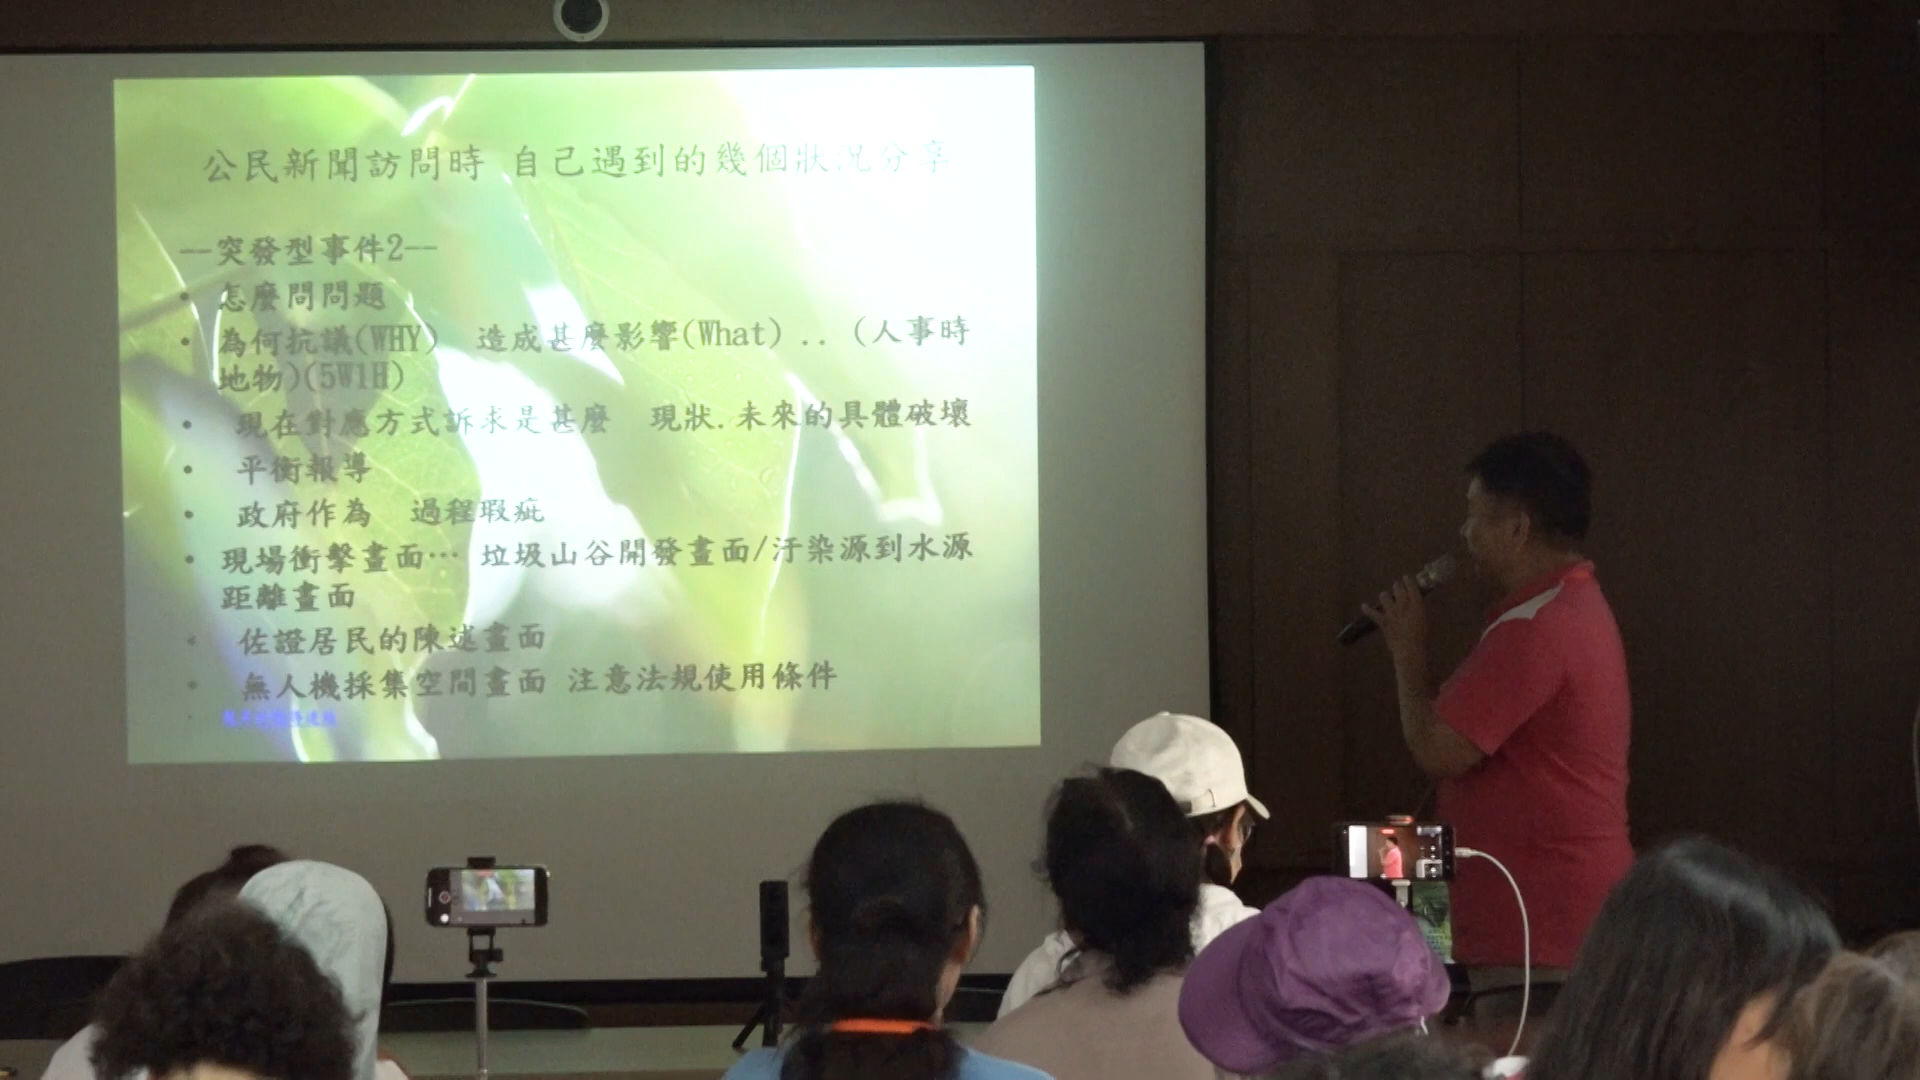 公民新聞訪問時 自己遇到的幾個狀況分享
--突發型事件2--
• 怎麼問問題
• 為何抗議(WHY) 造成甚麼影響(What).. (人事時
地物)(5W1H)
• 現在對應方式訴求是甚麼 現狀.未來的具體破壞
• 平衡報導
• 政府作為 過程瑕疵
• 現場衝擊畫面… 垃圾山谷開發畫面/汙染源到水源
距離畫面
• 佐證居民的陳述畫面
• 無人機採集空間畫面 注意法規使用條件